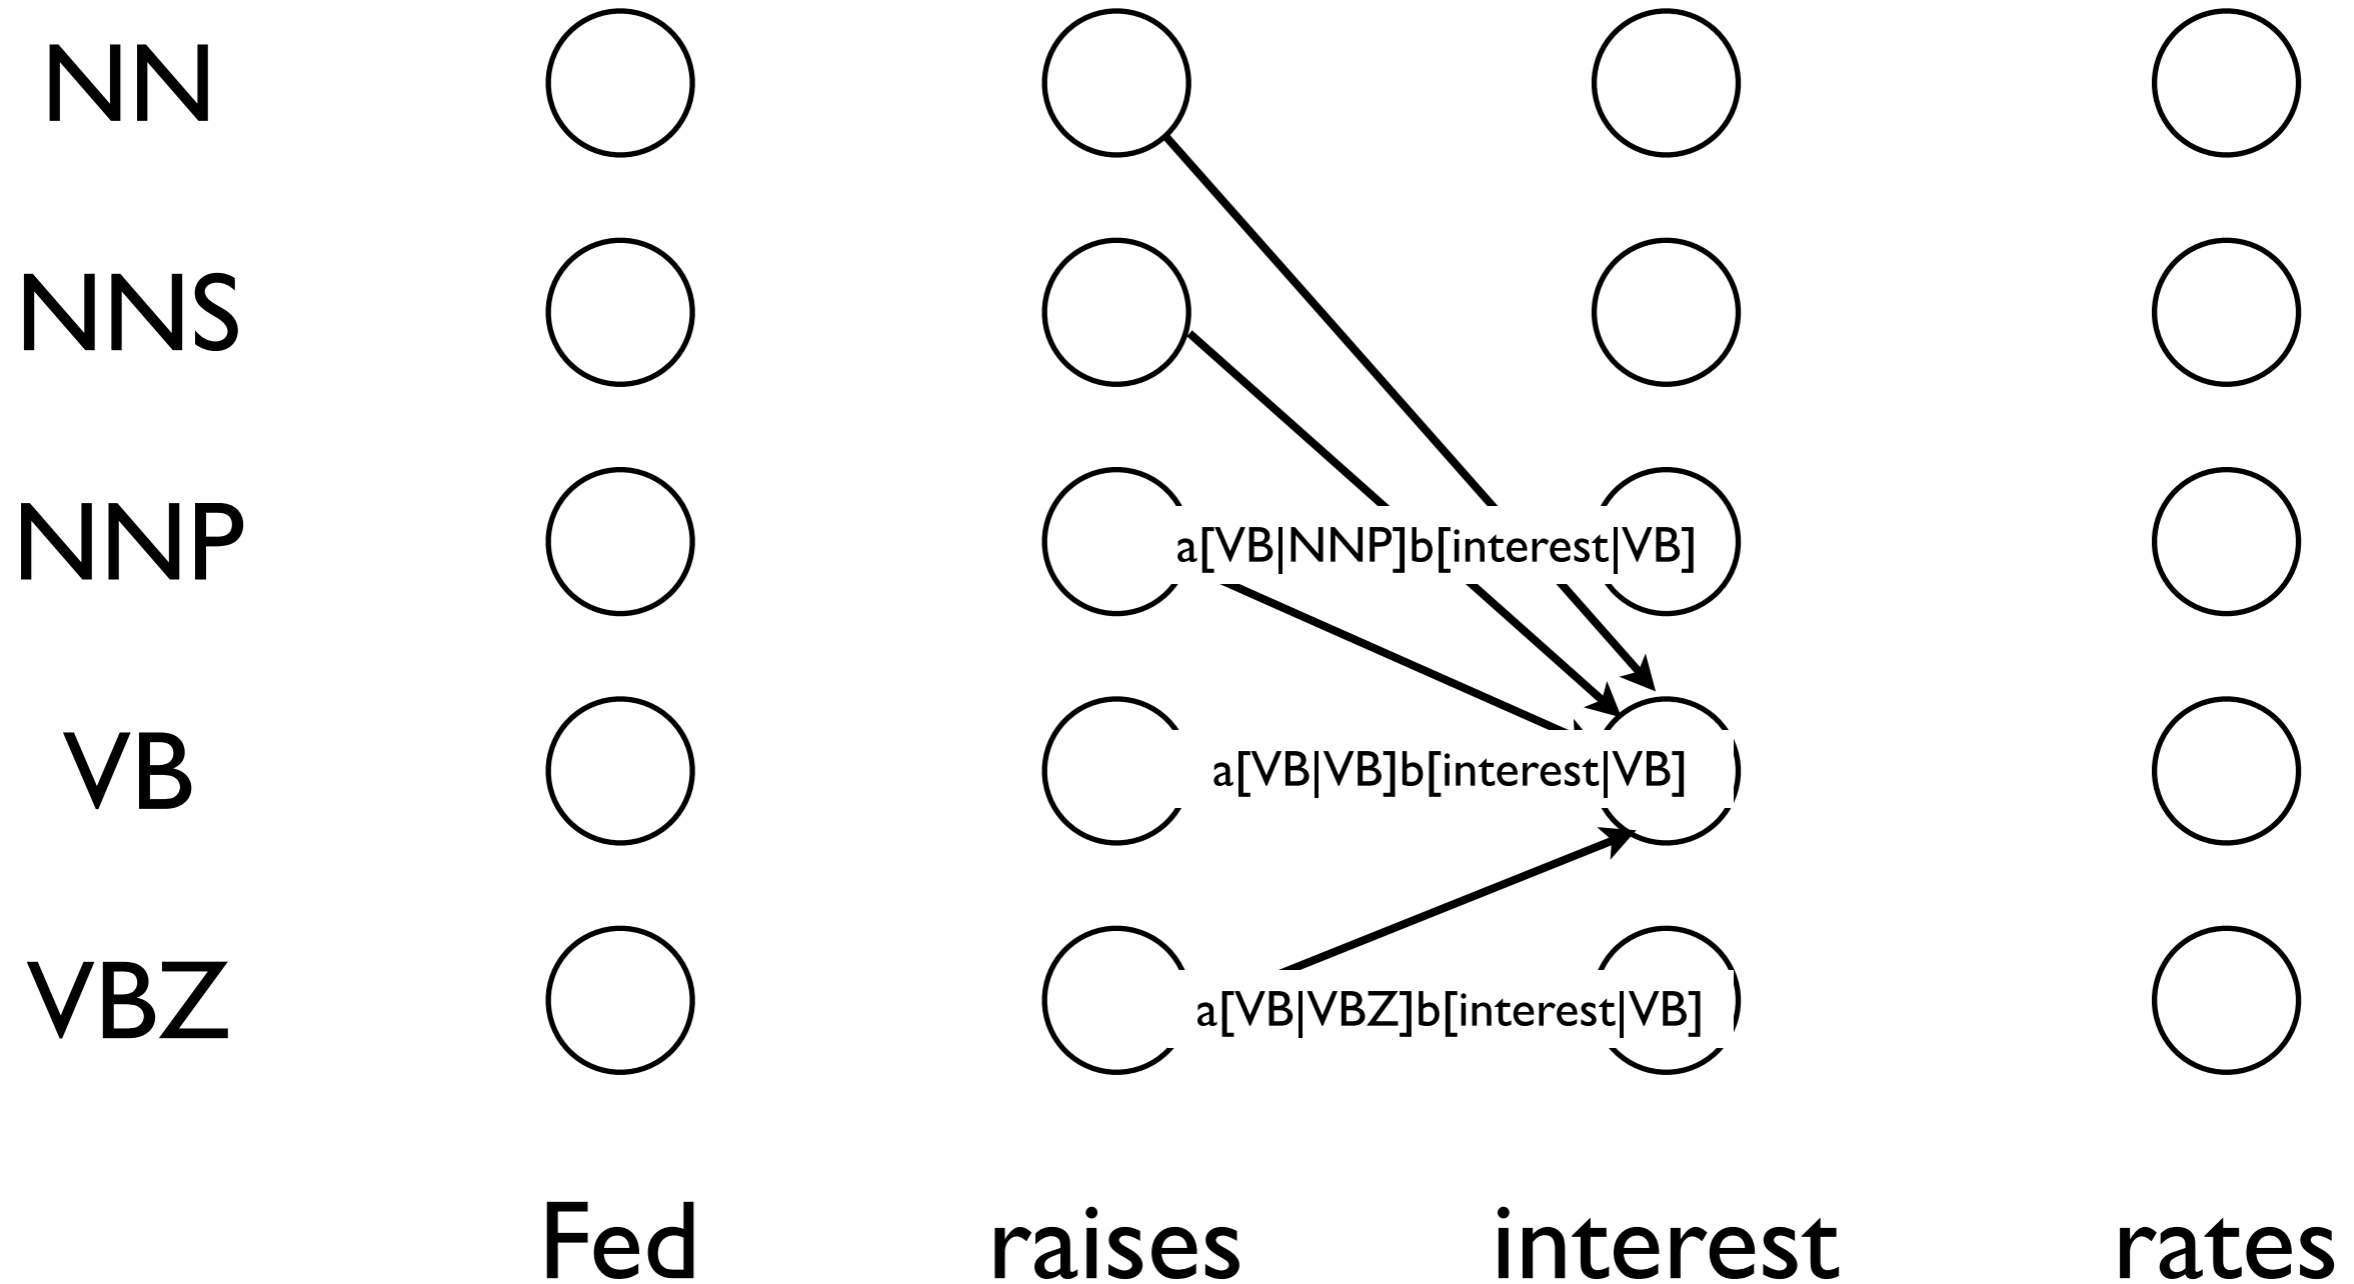 NN
NNS
NNP
a[VB|NNP]b[interest|VB]
VB
a[VB|VB]b[interest|VB]
VBZ
a[VB|VBZ]b[interest|VB]
Fed raises interest rates